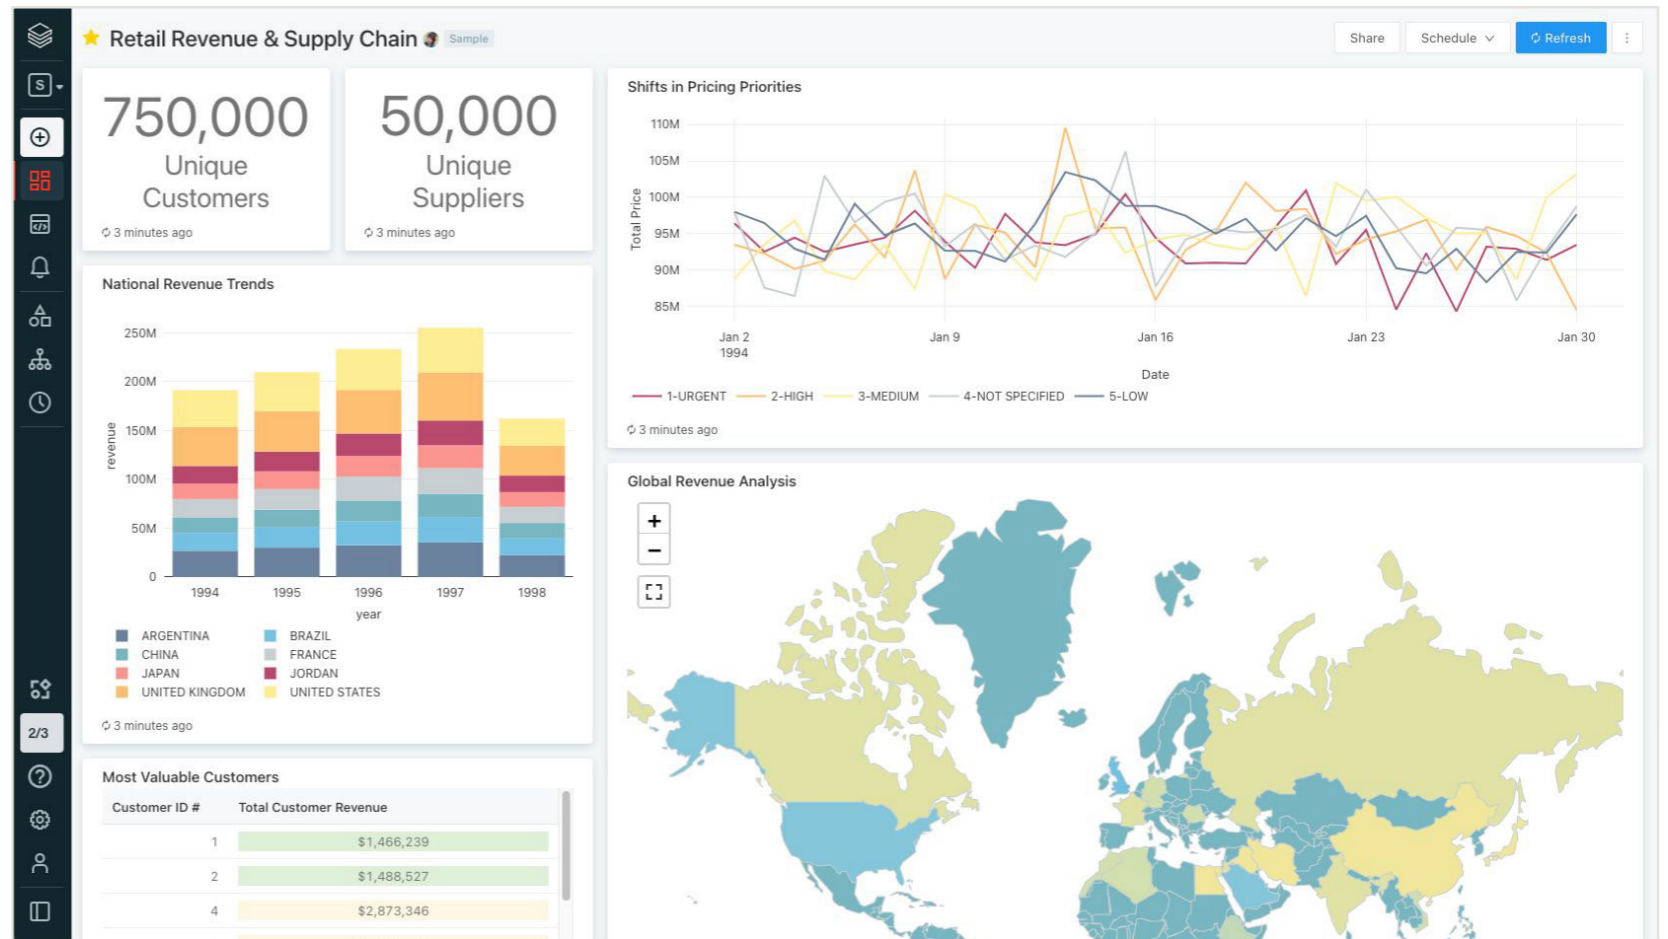 Retail Revenue & Supply Chain Sample
Share
Schedule
Refresh
S
750,000
Unique
Customers
3 minutes ago
50,000
Unique
Suppliers
3 minutes ago
Shifts in Pricing Priorities
110M
105M
100M
95M
90M
85M
Total Price
Jan 2
1994
Jan 9
Jan 16
Jan 23
Jan 30
Date
1-URGENT
2-HIGH
3-MEDIUM
4-NOT SPECIFIED
5-LOW
3 minutes ago
National Revenue Trends
250M
200M
150M
100M
50M
0
revenue
1994
1995
1996
1997
1998
year
ARGENTINA
BRAZIL
CHINA
FRANCE
JAPAN
JORDAN
UNITED KINGDOM
UNITED STATES
3 minutes ago
2/3
Most Valuable Customers
Customer ID # Total Customer Revenue
1 $1,466,239
2 $1,488,527
4 $2,873,346
Global Revenue Analysis
+
−